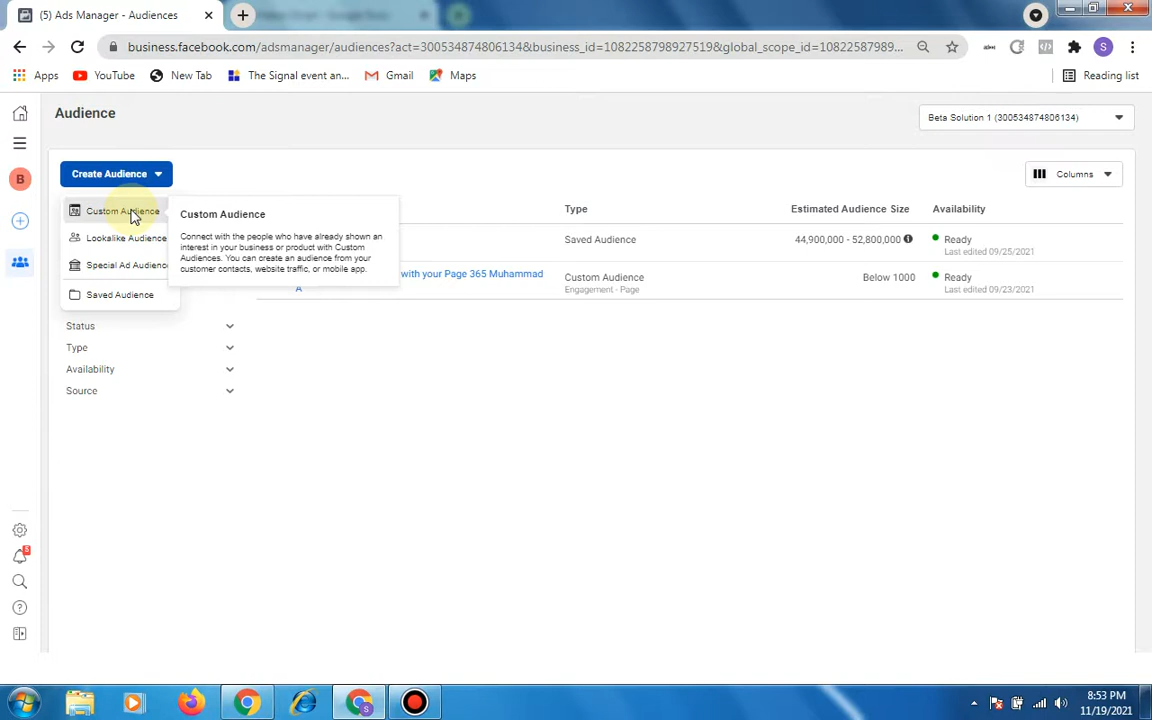 (5) Ads Manager - Audiences
business.facebook.com/adsmanager/audiences?act=300534874806134&business_id=1082258798927519&global_scope_id=10822587989...
S
Apps
YouTube
New Tab
The Signal event an...
Gmail
Maps
Reading list
Audience
Beta Solution 1 (300534874806134)
B
Create Audience
Columns
Custom Audience
Lookalike Audience
Special Ad Audienc
Saved Audience
Custom Audience
Connect with the people who have already shown an
interest in your business or product with Custom
Audiences. You can create an audience from your
customer contacts, website traffic, or mobile app.
Type
Estimated Audience Size
Availability
Saved Audience
44,900,000 - 52,800,000
Ready
Last edited 09/25/2021
with your Page 365 Muhammad
A
Custom Audience
Engagement - Page
Below 1000
Ready
Last edited 09/23/2021
Status
Type
Availability
Source
8:53 PM
11/19/2021